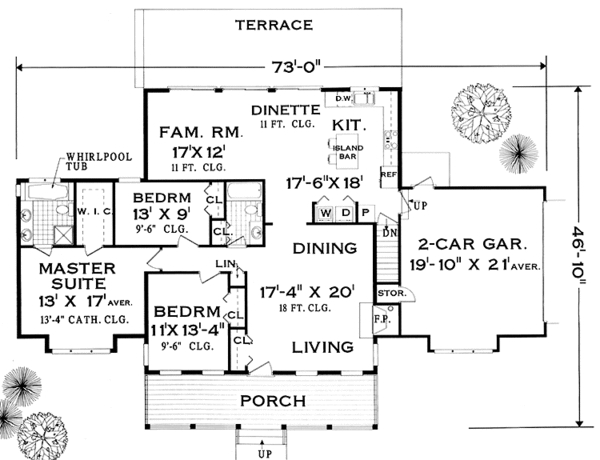 TERRACE
73'-0"
D.W.
DINETTE
11 FT. CLG.
KIT.
FAM. RM.
17'X 12'
11 FT. CLG.
ISLAND
BAR
REF
17'-6"X 18'
WHIRLPOOL
TUB
W. I. C.
BEDRM
13' X 9'
9'-6" CLG.
CL
CL
W D
P
UP
DN
2-CAR GAR.
19'-10" X 21' AVER.
46'-10"
MASTER
SUITE
13' X 17' AVER.
13'-4" CATH. CLG.
LIN.
DINING
17'-4" X 20'
18 FT. CLG.
LIVING
STOR.
F.P.
BEDRM
11'X 13'-4"
9'-6" CLG.
CL
CL
PORCH
UP